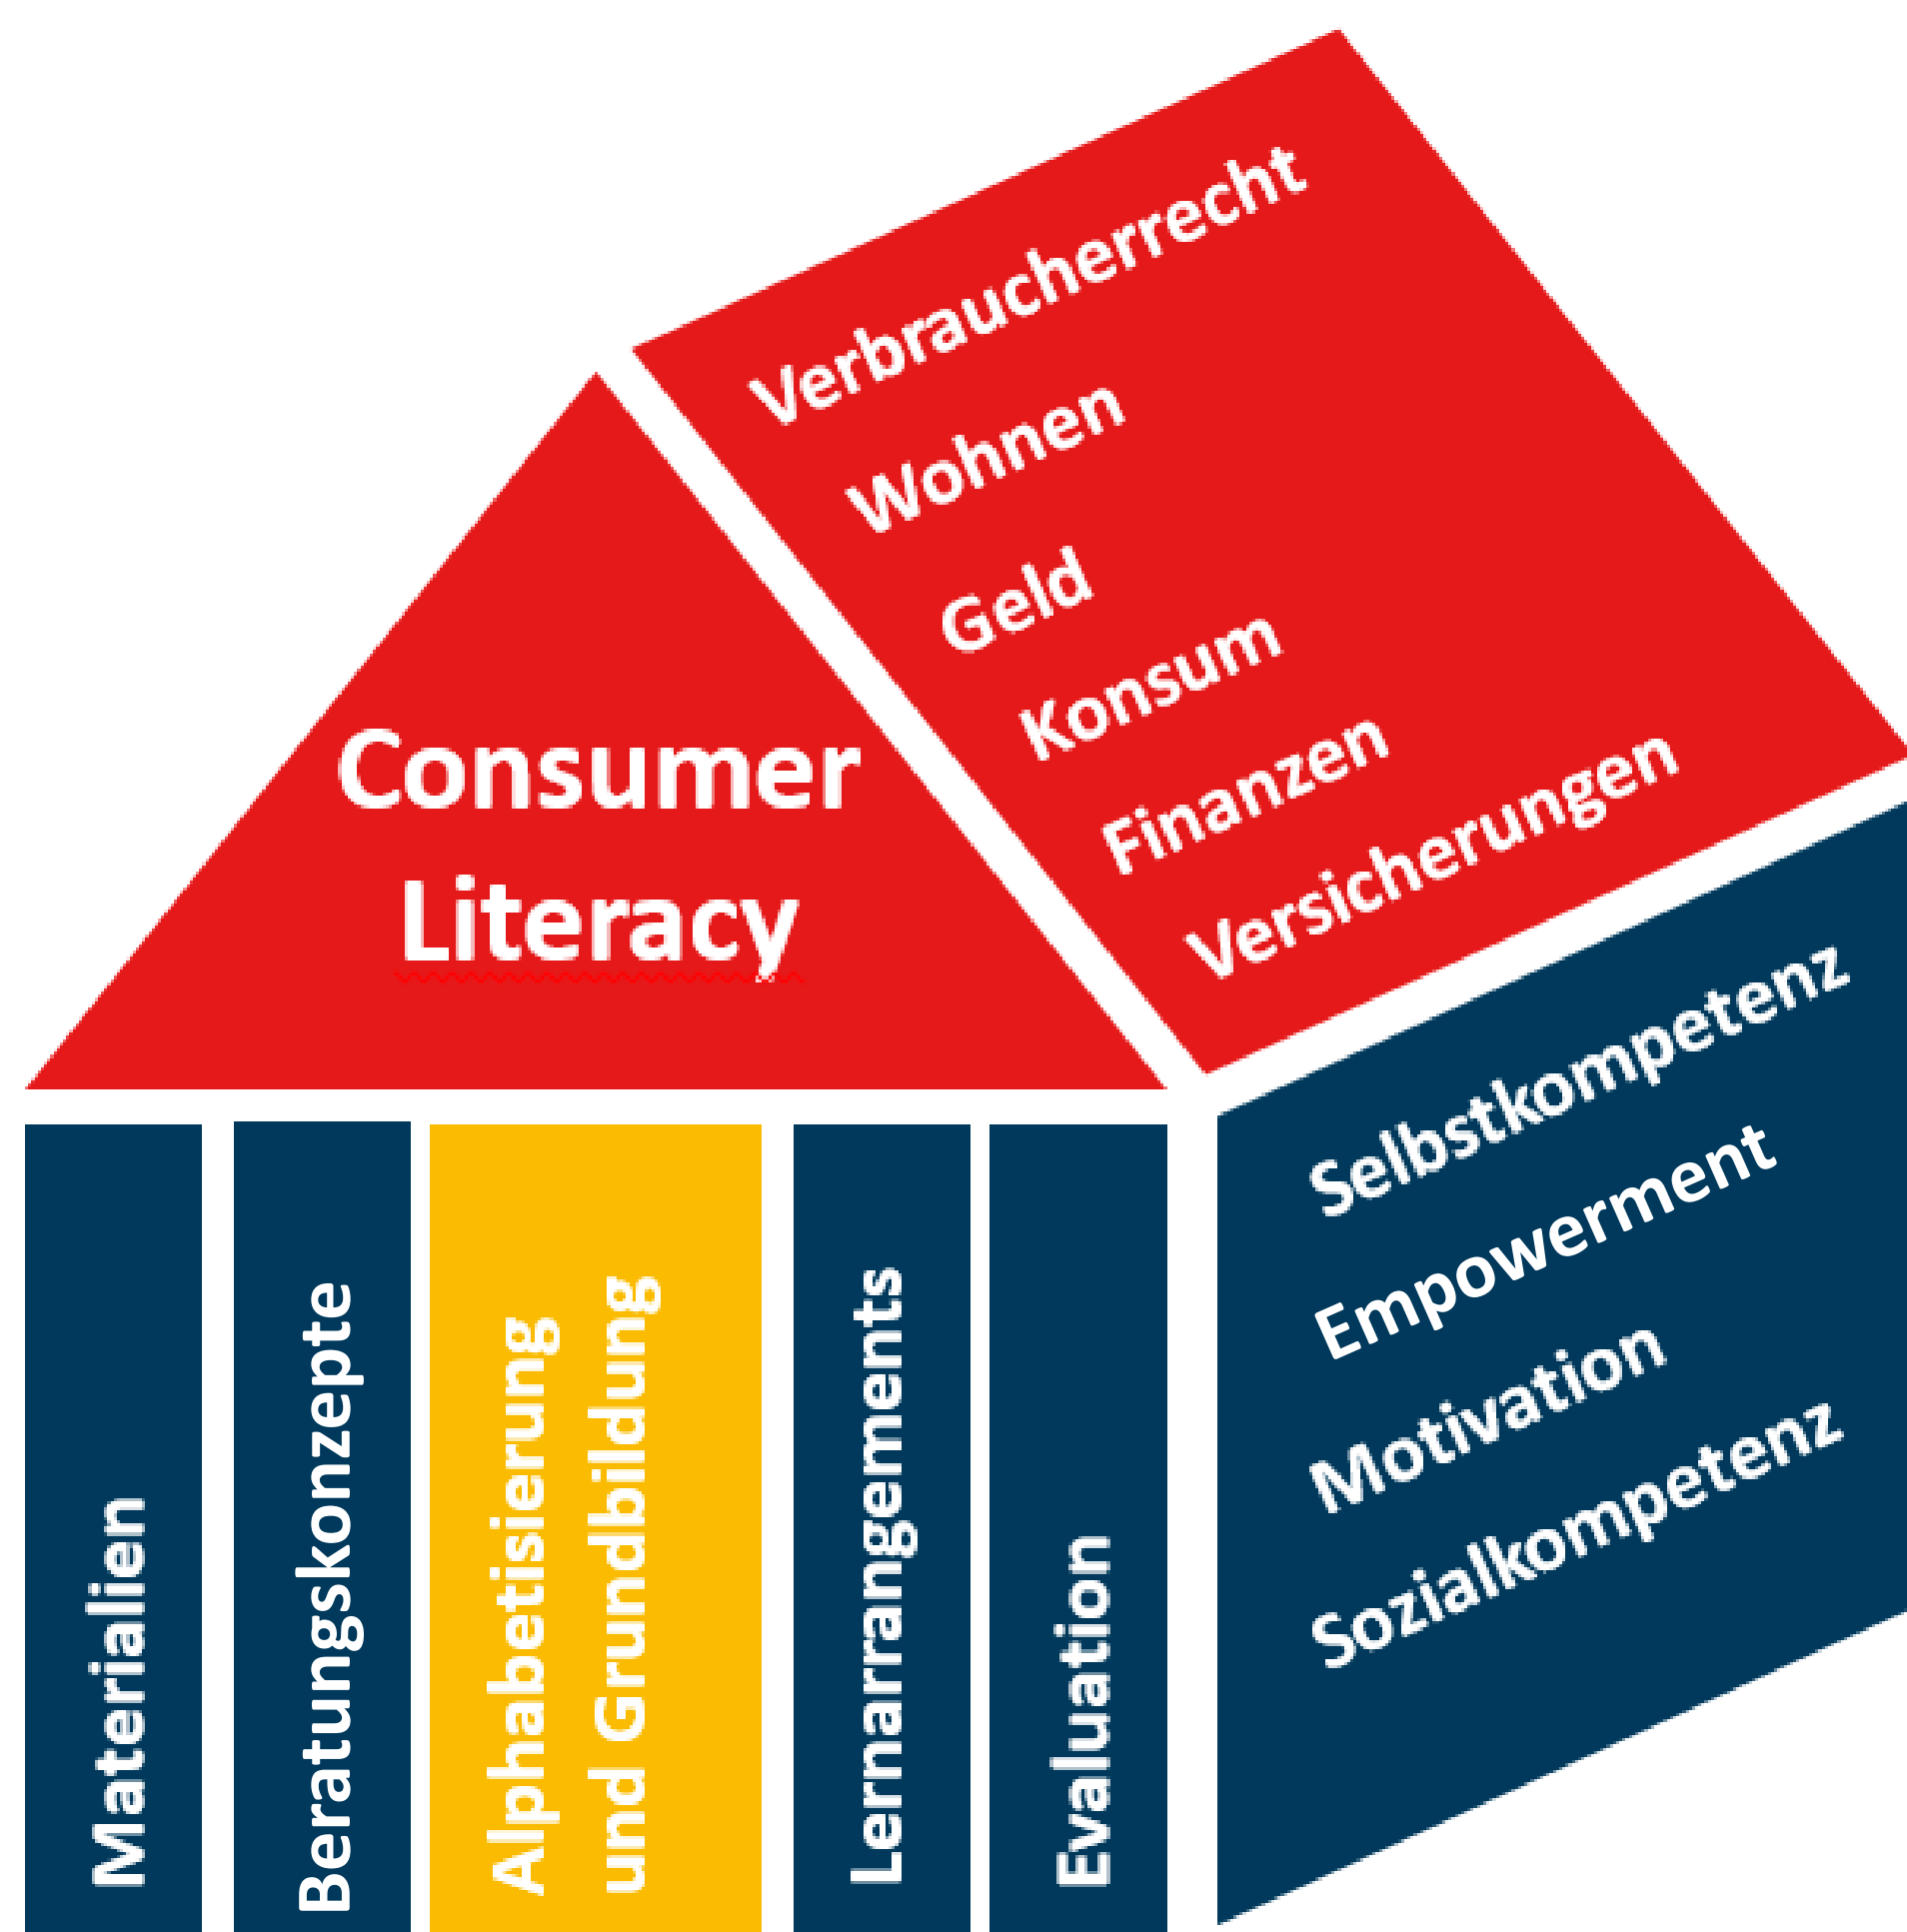 Verbraucherrecht
Wohnen
Geld
Konsum
Finanzen
Versicherungen
Consumer
Literacy
Selbstkompetenz
Empowerment
Motivation
Sozialkompetenz
Materialien
Beratungskonzepte
Alphabetisierung
und Grundbildung
Lernarrangements
Evaluation